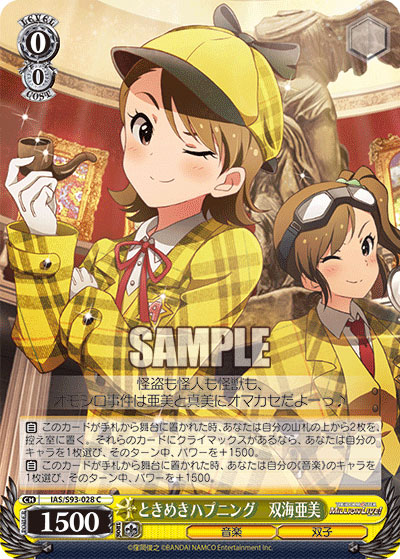 LEVEL
0
0
COST
SAMPLE
怪盗も怪人も怪獣も、
オモシロ事件は亜美と真美にオマカセだよーっ♪
自 このカードが手札から舞台に置かれた時、あなたは自分の山札の上から2枚を、
控え室に置く。それらのカードにクライマックスがあるなら、あなたは自分のキ
ャラを1枚選び、そのターン中、パワーを+1500。
自 このカードが手札から舞台に置かれた時、あなたは自分の《音楽》のキャラを
1枚選び、そのターン中、パワーを+1000。
CH
IAS/S93-028 C
POWER
1500
ときめきハプニング 双海亜美
THE IDOLM@STER
MILLION LIVE!
音楽
双子
©窪岡俊之 ©BANDAI NAMCO Entertainment Inc.